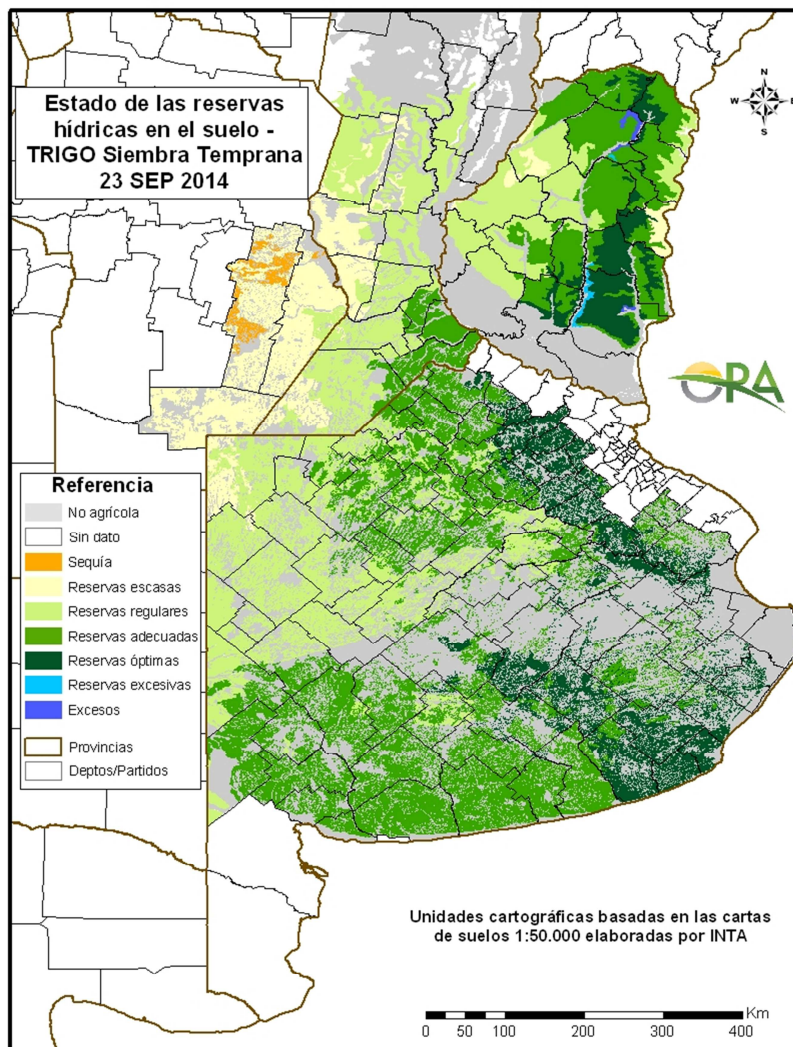 Estado de las reservas
hídricas en el suelo -
TRIGO Siembra Temprana
23 SEP 2014
N
W
E
S
ORA
Referencia
No agrícola
Sin dato
Sequía
Reservas escasas
Reservas regulares
Reservas adecuadas
Reservas óptimas
Reservas excesivas
Excesos
Provincias
Deptos/Partidos
Unidades cartográficas basadas en las cartas
de suelos 1:50.000 elaboradas por INTA
Km
0 50 100 200 300 400